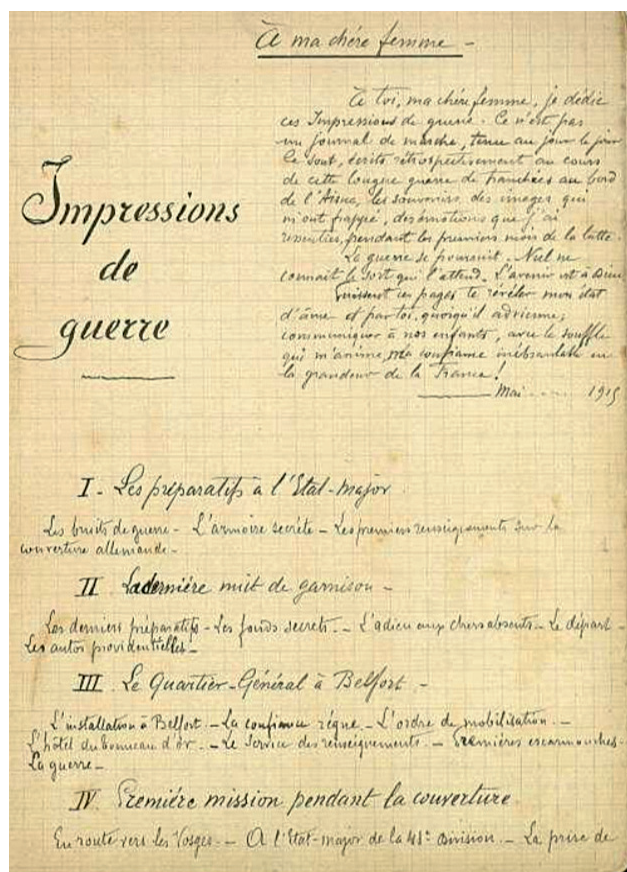 À ma chère femme -
À toi, ma chère femme, je dédie
ces Impressions de guerre. Ce n'est pas
un journal de marche, tenu au jour le jour
Ce sont, écrits rétrospectivement au cours
de cette longue guerre de tranchées au bord
de l'Aisne, les souvenirs des images qui
m'ont frappé, des émotions que j'ai
ressenties, pendant les premiers mois de la lutte.
La guerre se poursuit. Nul ne
connait le sort qui l'attend. L'avenir est à Dieu
Puissent ces pages te révéler mon état
d'âme et par toi, quoiqu'il advienne,
communiquer à nos enfants, avec le souffle
qui m'anime, ma confiance inébranlable en
la grandeur de la France !
Mai 1915
Impressions
de
guerre
I - Les préparatifs à l'Etat-major
Les bruits de guerre - L'armoire secrète - Les premiers renseignements sur la
couverture allemande -
II La dernière nuit de garnison -
Les derniers préparatifs - Les fonds secrets. - L'adieu aux chers absents - Le départ -
Les autos providentielles -
III. Le Quartier-Général à Belfort -
L'installation à Belfort. - La confiance règne. - L'ordre de mobilisation. -
L'hôtel du tonneau d'or. - Le Service des renseignements. - Premières escarmouches -
La guerre -
IV. Première mission pendant la couverture
En route vers les Vosges. - A l'Etat-major de la 41e Division. - La prise de